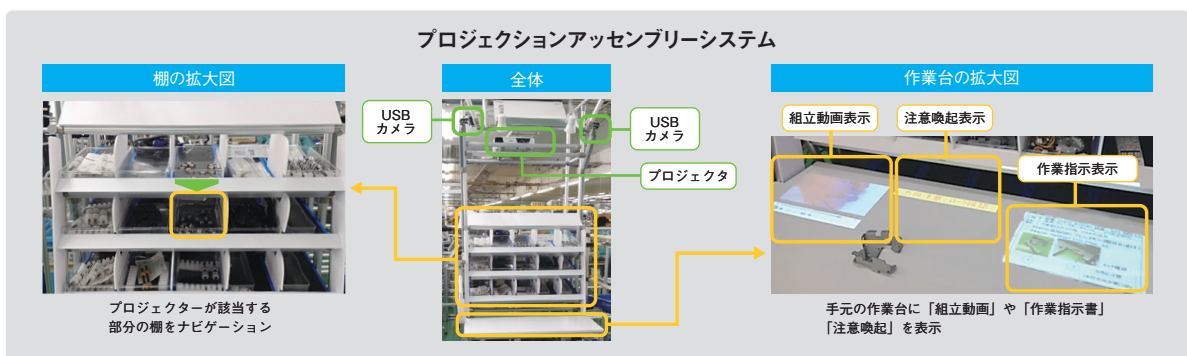 プロジェクションアッセンブリーシステム
棚の拡大図
全体
作業台の拡大図
USB
カメラ
USB
カメラ
プロジェクタ
組立動画表示
注意喚起表示
作業指示表示
プロジェクターが該当する
部分の棚をナビゲーション
手元の作業台に「組立動画」や「作業指示書」
「注意喚起」を表示